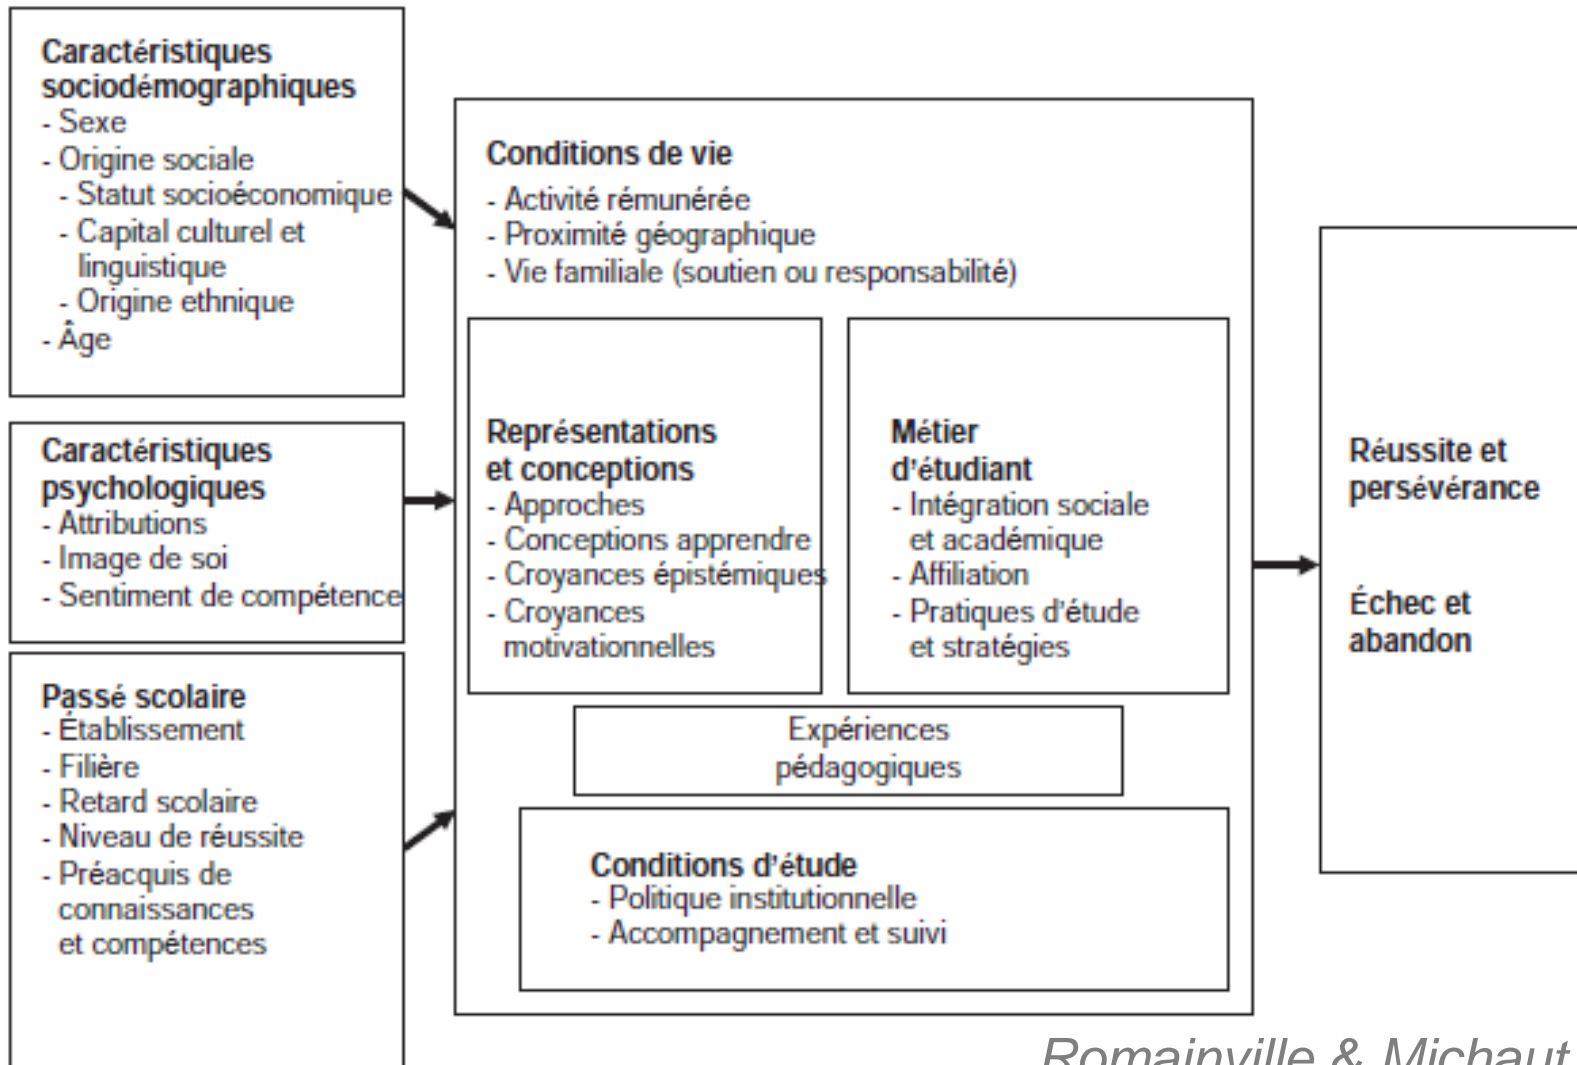 Caractéristiques
sociodémographiques
- Sexe
- Origine sociale
- Statut socioéconomique
- Capital culturel et
linguistique
- Origine ethnique
- Âge
Caractéristiques
psychologiques
- Attributions
- Image de soi
- Sentiment de compétence
Passé scolaire
- Établissement
- Filière
- Retard scolaire
- Niveau de réussite
- Préacquis de
connaissances
et compétences
Conditions de vie
- Activité rémunérée
- Proximité géographique
- Vie familiale (soutien ou responsabilité)
Représentations
et conceptions
- Approches
- Conceptions apprendre
- Croyances épistémiques
- Croyances
motivationnelles
Métier
d'étudiant
- Intégration sociale
et académique
- Affiliation
- Pratiques d'étude
et stratégies
Expériences
pédagogiques
Conditions d'étude
- Politique institutionnelle
- Accompagnement et suivi
Réussite et
persévérance
Échec et
abandon
Romainville & Michaut